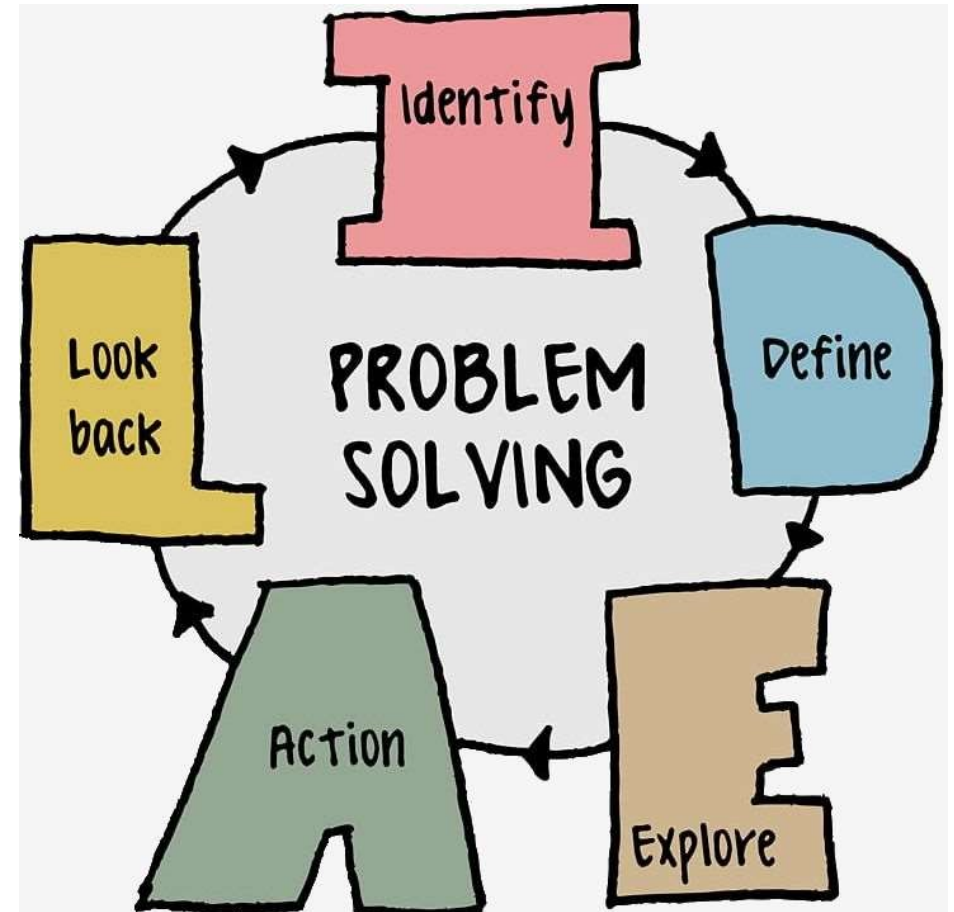 Identify
Define
Explore
Action
Look
back
PROBLEM
SOLVING